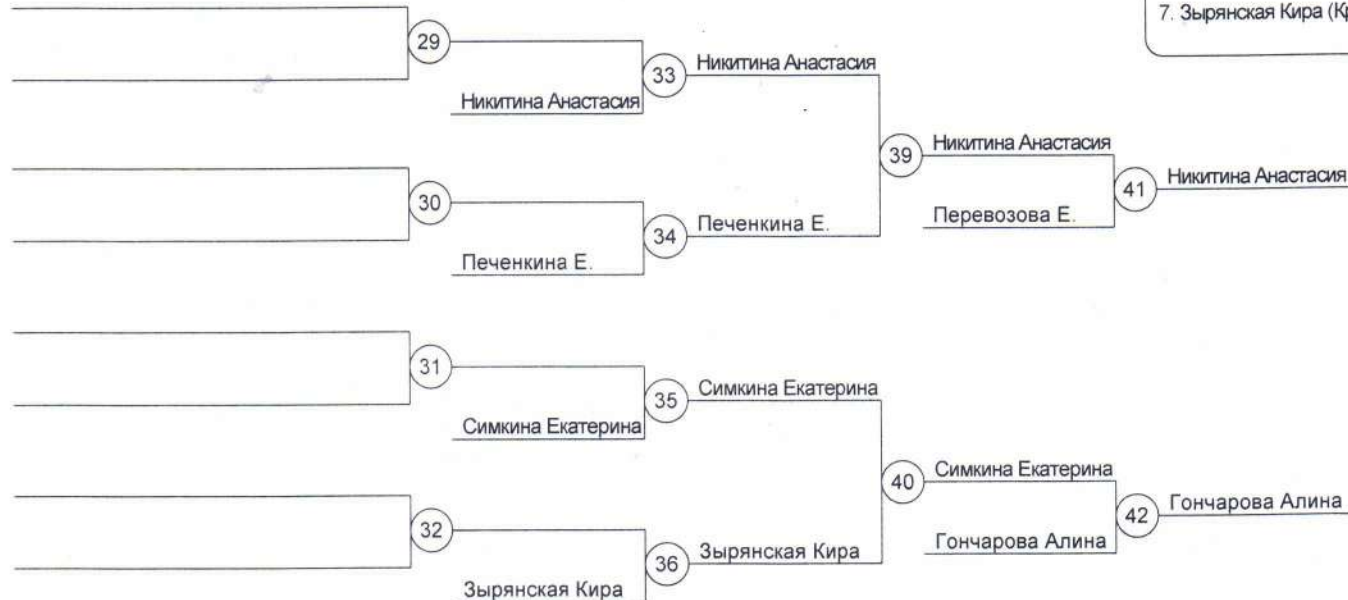 7. Зырянская Кира (Кр
29
33
Никитина Анастасия
Никитина Анастасия
39
Никитина Анастасия
41
Никитина Анастасия
30
34
Печенкина Е.
Перевозова Е.
Печенкина Е.
31
35
Симкина Екатерина
Симкина Екатерина
40
Симкина Екатерина
42
Гончарова Алина
32
36
Зырянская Кира
Гончарова Алина
Зырянская Кира